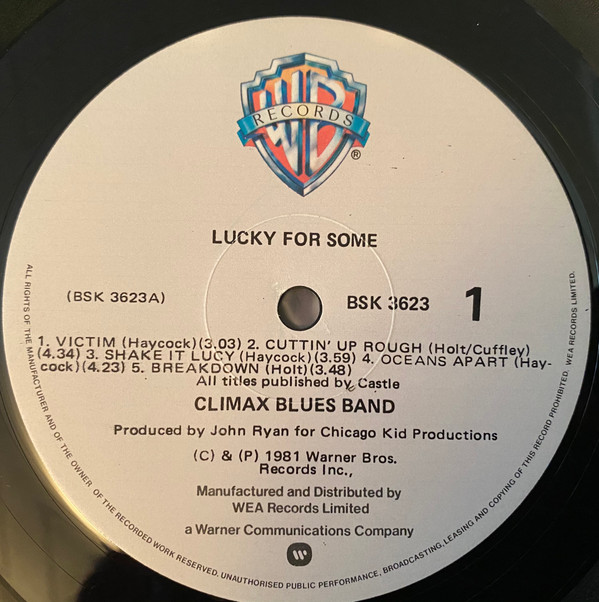 WB
RECORDS
®
LUCKY FOR SOME
(BSK 3623A)
BSK 3623
1
1. VICTIM (Haycock)(3.03) 2. CUTTIN' UP ROUGH (Holt/Cuffley)
(4.34) 3. SHAKE IT LUCY (Haycock)(3.59) 4. OCEANS APART (Hay-
cock)(4.23) 5. BREAKDOWN (Holt)(3.48)
All titles published by Castle
CLIMAX BLUES BAND
Produced by John Ryan for Chicago Kid Productions
(C) & (P) 1981 Warner Bros.
Records Inc.,
Manufactured and Distributed by
WEA Records Limited
a Warner Communications Company
ALL RIGHTS OF THE MANUFACTURER AND OF THE OWNER OF THE RECORDED WORK RESERVED. UNAUTHORISED PUBLIC PERFORMANCE, BROADCASTING, LEASING AND COPYING OF THIS RECORD PROHIBITED. WEA RECORDS LIMITED.